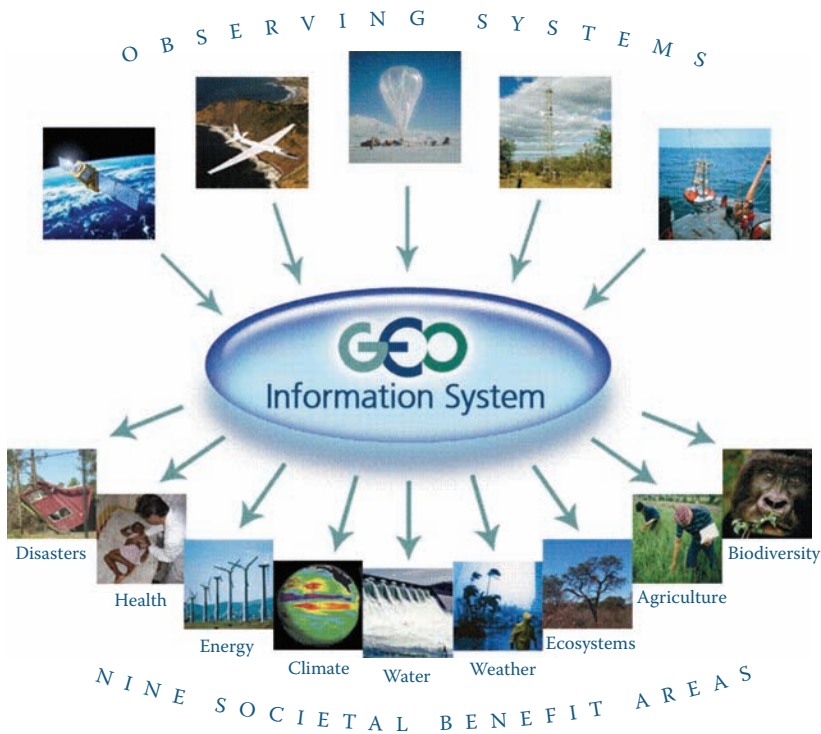 OBSERVING SYSTEMS
GEO
Information System
Disasters
Health
Energy
Climate
Water
Weather
Ecosystems
Agriculture
Biodiversity
NINE SOCIETAL BENEFIT AREAS